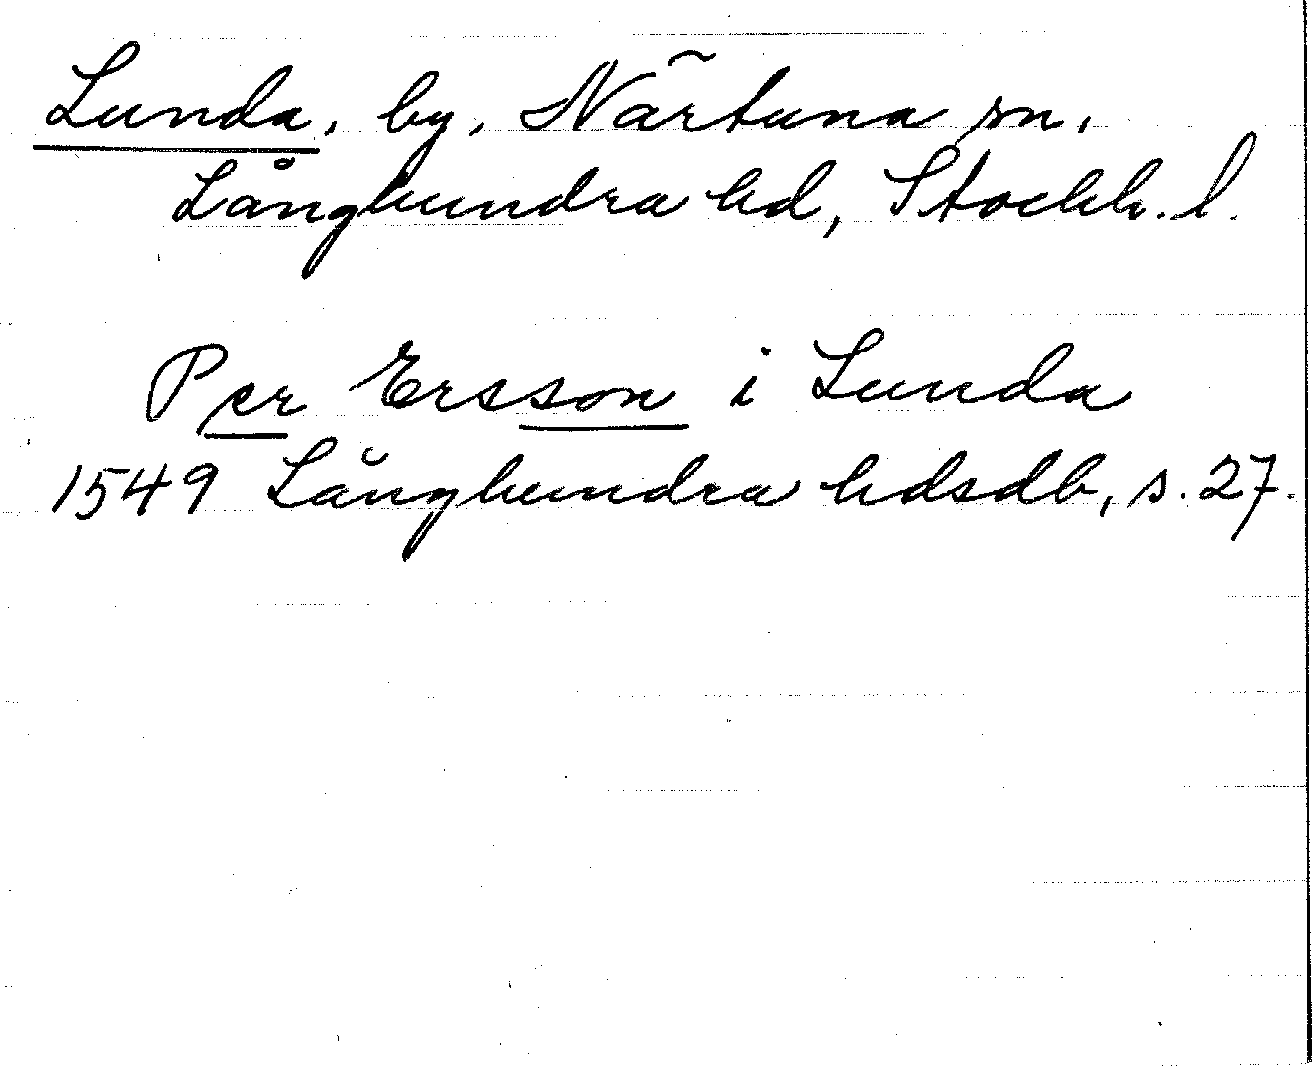 Lunda, by, Närtuna sn,
Långhundra hd, Stockh. l.
Per Ersson i Lunda
1549 Långhundra hdsdb, s. 27.